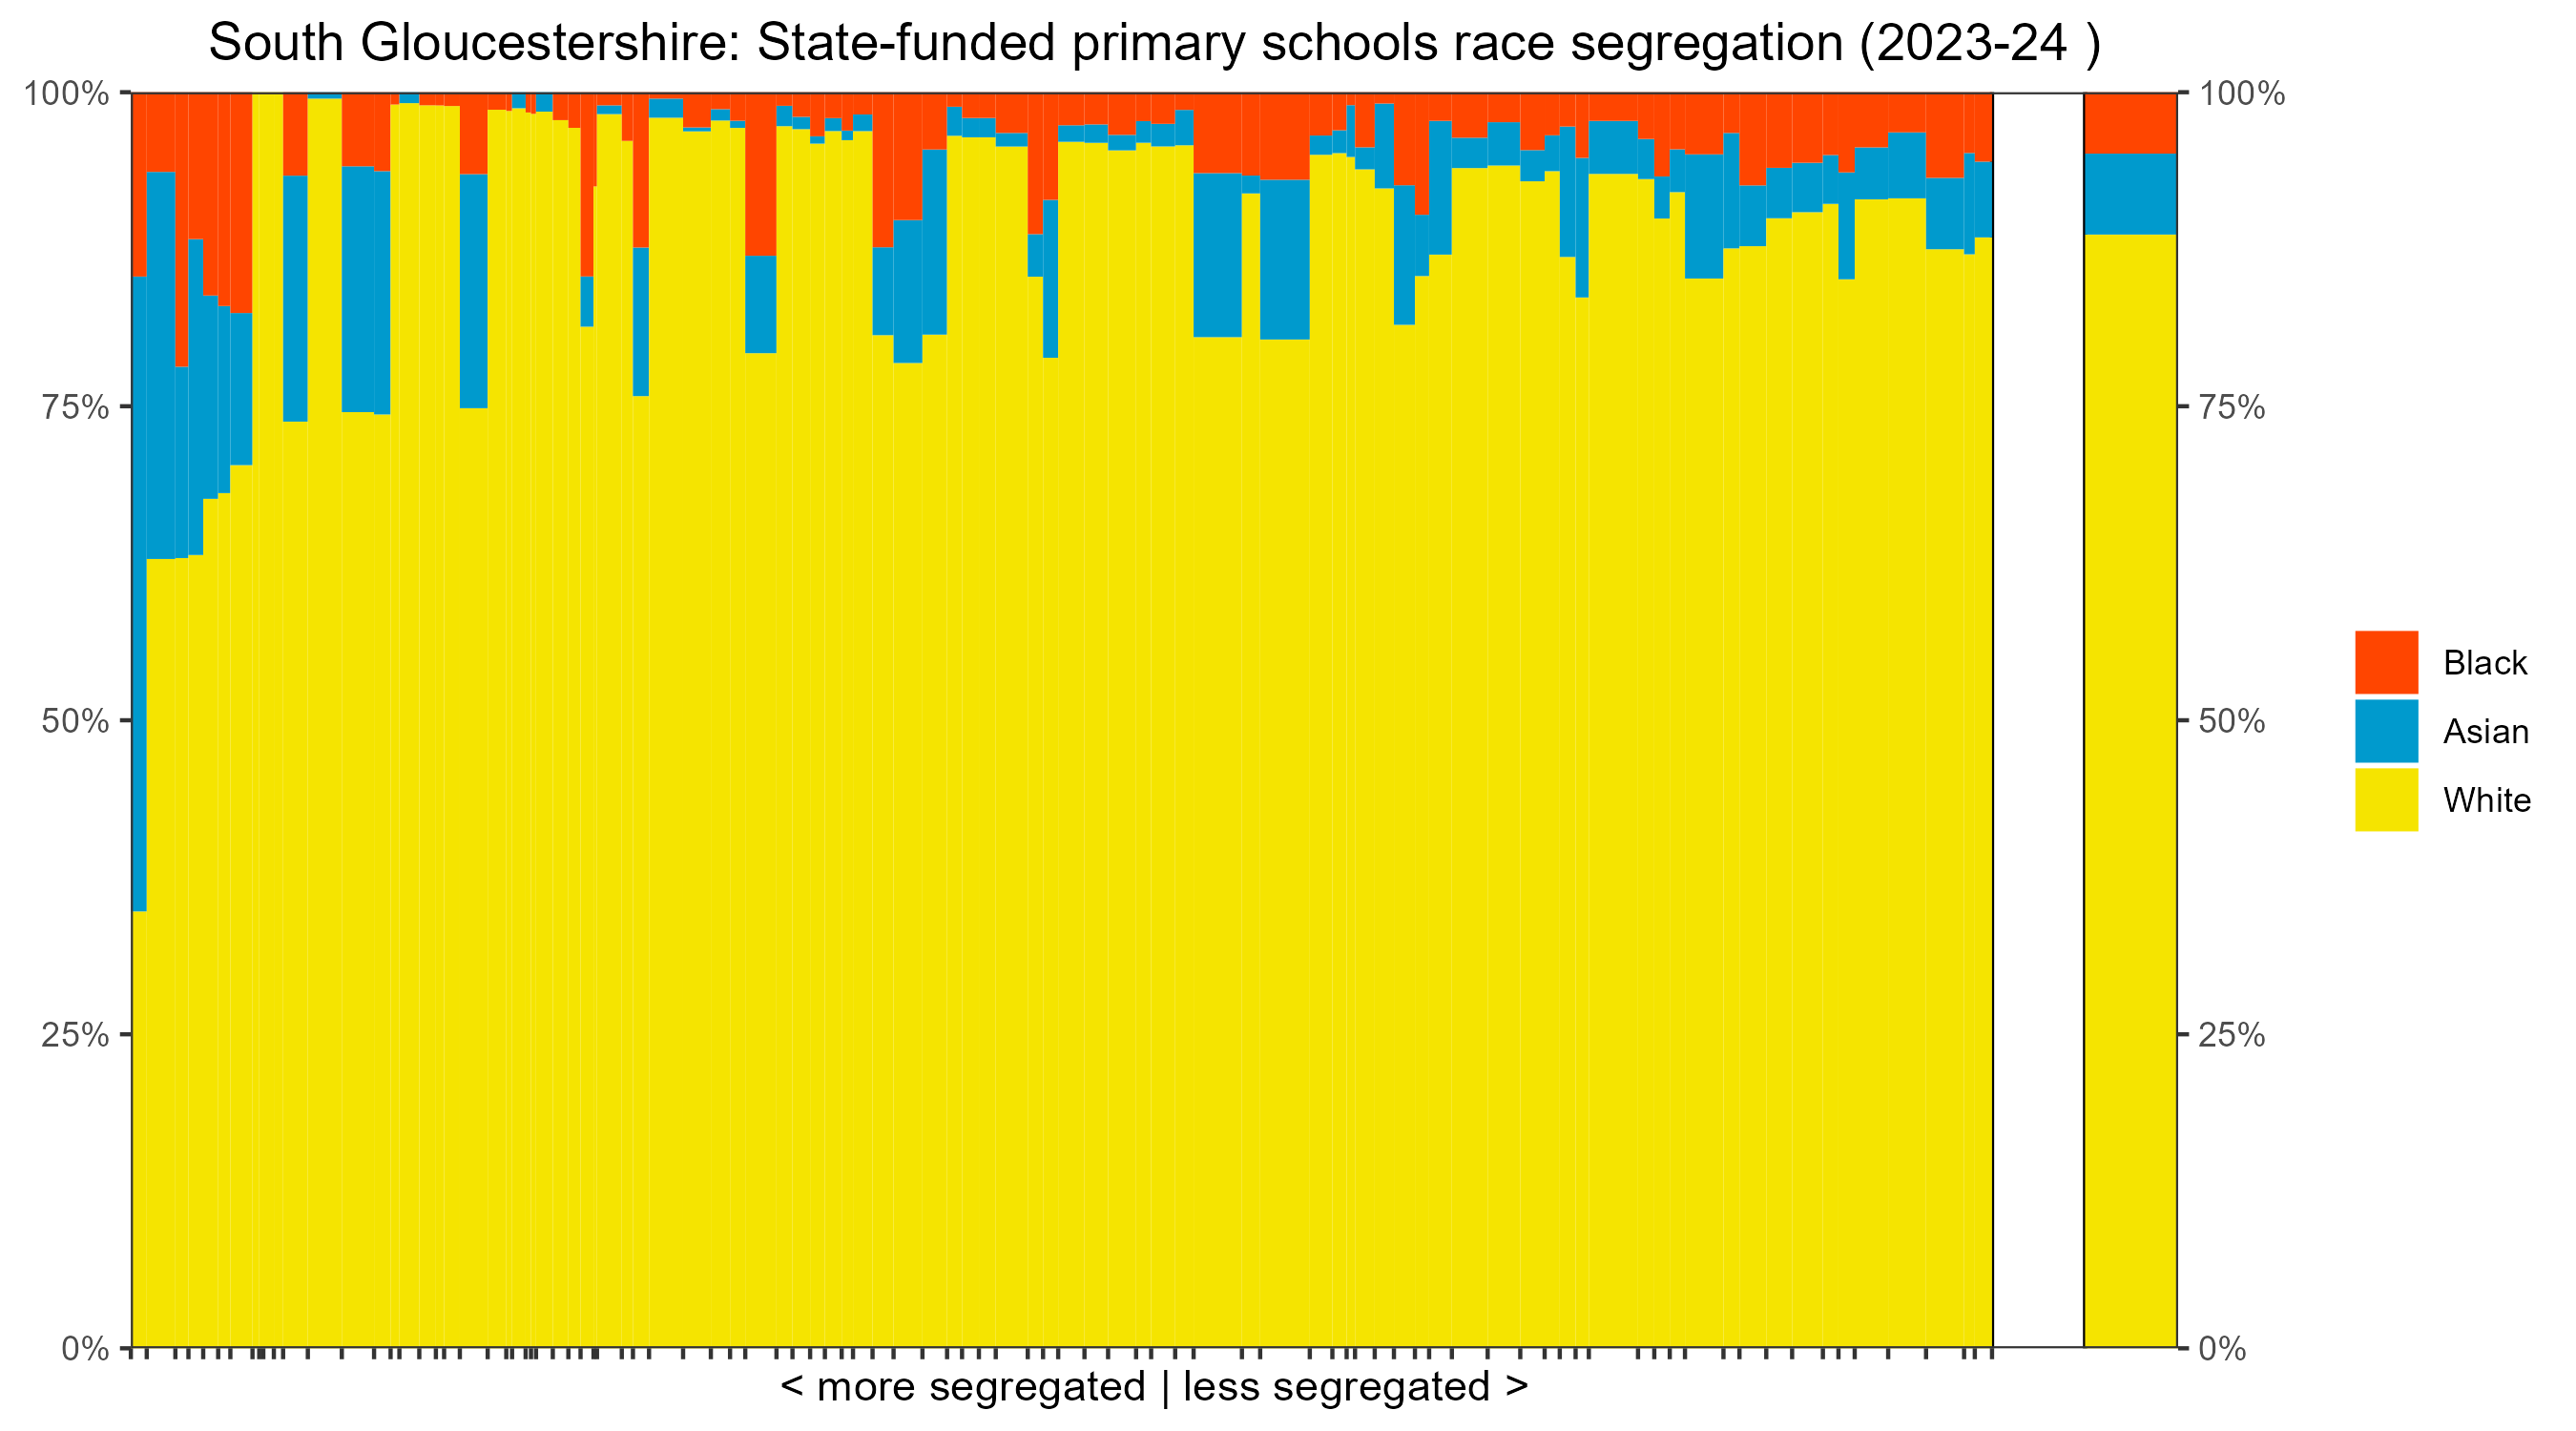 South Gloucestershire: State-funded primary schools race segregation (2023-24 )
100%
75%
50%
25%
0%
100%
75%
50%
25%
0%
Black
Asian
White
< more segregated | less segregated >